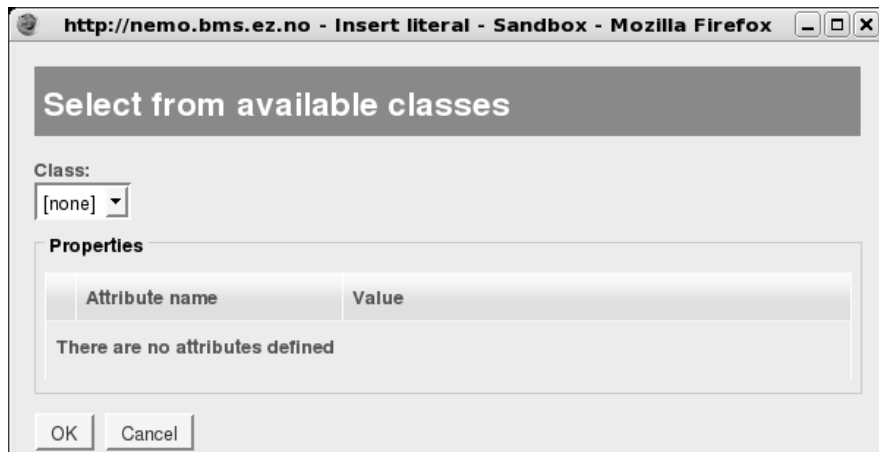 http://nemo.bms.ez.no - Insert literal - Sandbox - Mozilla Firefox
Select from available classes
Class:
[none]
Properties
Attribute name Value
There are no attributes defined
OK Cancel